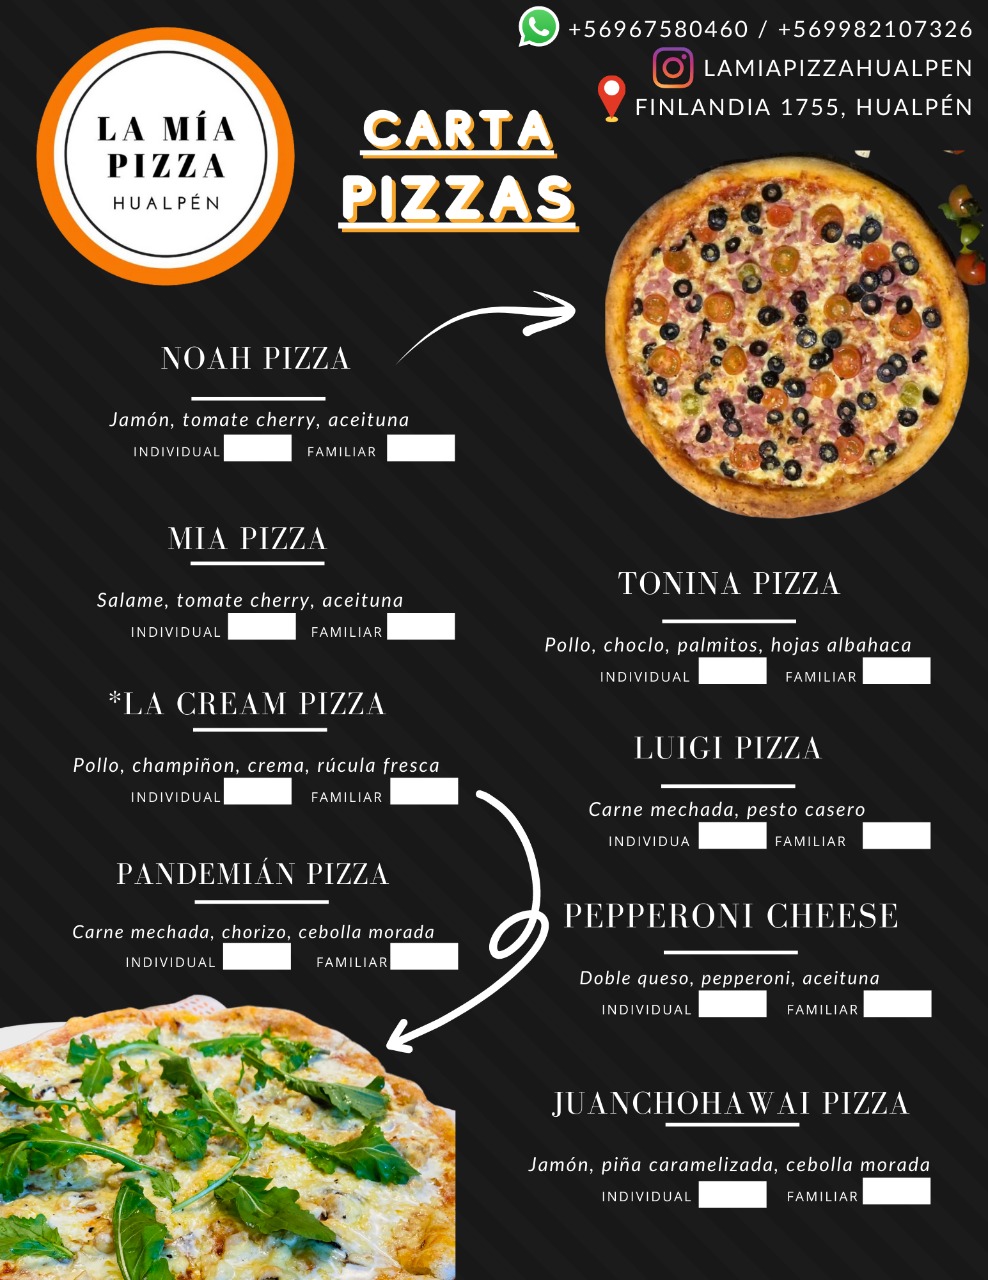 +56967580460 / +569982107326
LAMIAPIZZAHUALPEN
FINLANDIA 1755, HUALPÉN
LA MÍA
PIZZA
HUALPÉN
CARTA
PIZZAS
NOAH PIZZA
Jamón, tomate cherry, aceituna
INDIVIDUAL FAMILIAR
MIA PIZZA
Salame, tomate cherry, aceituna
INDIVIDUAL FAMILIAR
*LA CREAM PIZZA
Pollo, champiñon, crema, rúcula fresca
INDIVIDUAL FAMILIAR
PANDEMIÁN PIZZA
Carne mechada, chorizo, cebolla morada
INDIVIDUAL FAMILIAR
TONINA PIZZA
Pollo, choclo, palmitos, hojas albahaca
INDIVIDUAL FAMILIAR
LUIGI PIZZA
Carne mechada, pesto casero
INDIVIDUA FAMILIAR
PEPPERONI CHEESE
Doble queso, pepperoni, aceituna
INDIVIDUAL FAMILIAR
JUANCHOHAWAI PIZZA
Jamón, piña caramelizada, cebolla morada
INDIVIDUAL FAMILIAR